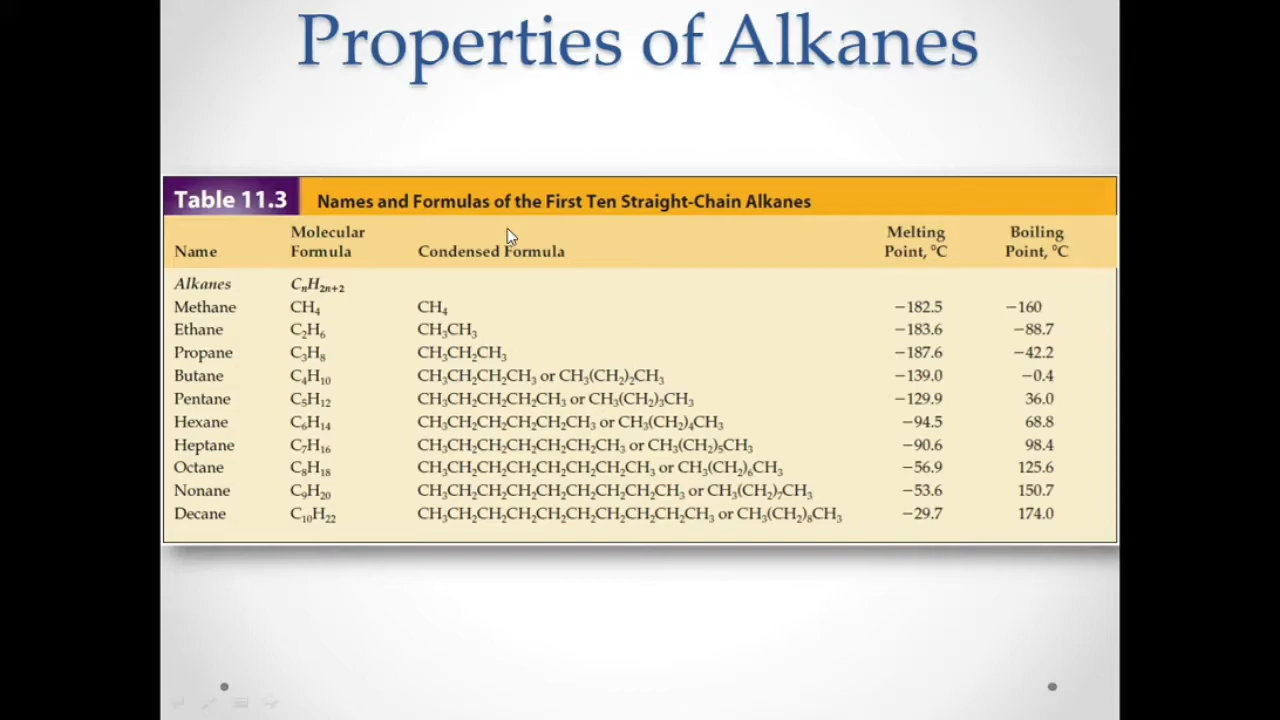 Properties of Alkanes
Table 11.3 Names and Formulas of the First Ten Straight-Chain Alkanes
Name Molecular Formula Condensed Formula Melting Point, °C Boiling Point, °C
Alkanes CₙH₂ₙ₊₂
Methane CH₄ CH₄ −182.5 −160
Ethane C₂H₆ CH₃CH₃ −183.6 −88.7
Propane C₃H₈ CH₃CH₂CH₃ −187.6 −42.2
Butane C₄H₁₀ CH₃CH₂CH₂CH₃ or CH₃(CH₂)₂CH₃ −139.0 −0.4
Pentane C₅H₁₂ CH₃CH₂CH₂CH₂CH₃ or CH₃(CH₂)₃CH₃ −129.9 36.0
Hexane C₆H₁₄ CH₃CH₂CH₂CH₂CH₂CH₃ or CH₃(CH₂)₄CH₃ −94.5 68.8
Heptane C₇H₁₆ CH₃CH₂CH₂CH₂CH₂CH₂CH₃ or CH₃(CH₂)₅CH₃ −90.6 98.4
Octane C₈H₁₈ CH₃CH₂CH₂CH₂CH₂CH₂CH₂CH₃ or CH₃(CH₂)₆CH₃ −56.9 125.6
Nonane C₉H₂₀ CH₃CH₂CH₂CH₂CH₂CH₂CH₂CH₂CH₃ or CH₃(CH₂)₇CH₃ −53.6 150.7
Decane C₁₀H₂₂ CH₃CH₂CH₂CH₂CH₂CH₂CH₂CH₂CH₂CH₃ or CH₃(CH₂)₈CH₃ −29.7 174.0